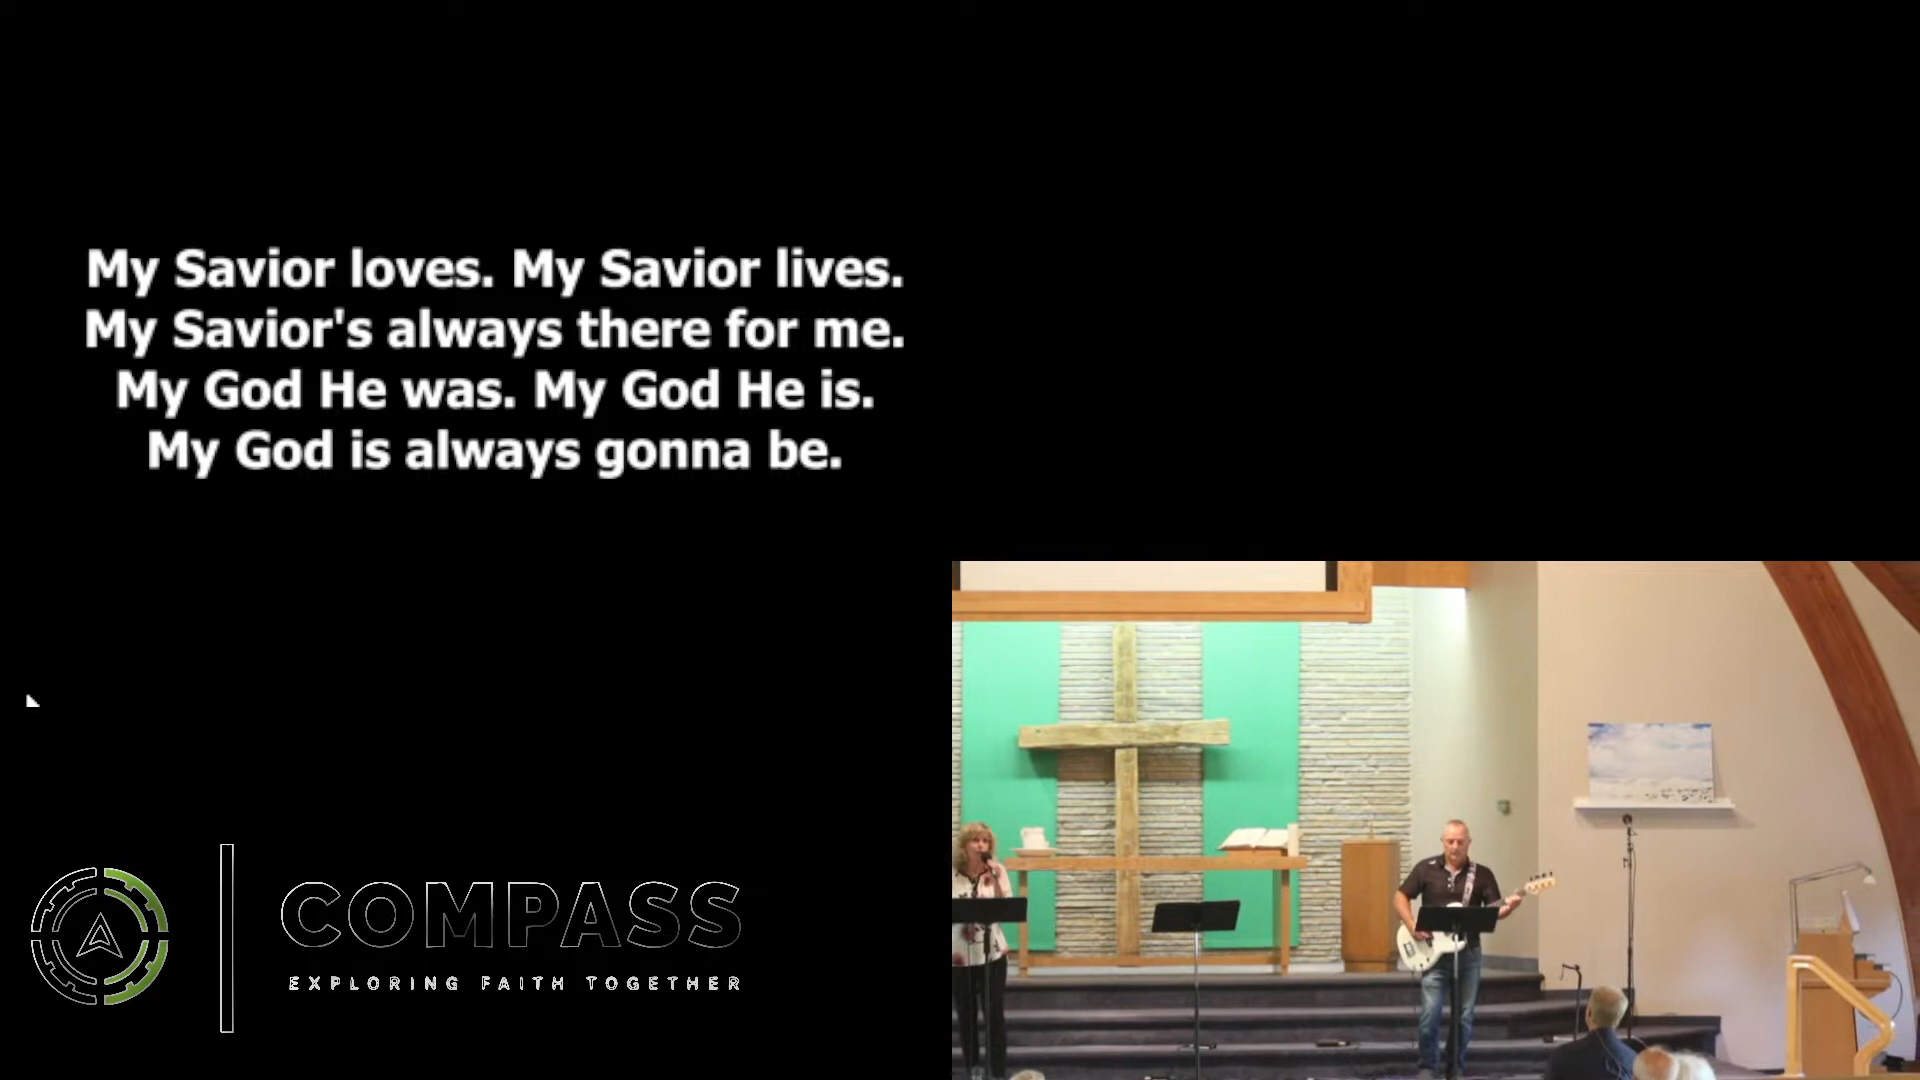 My Savior loves. My Savior lives.
My Savior's always there for me.
My God He was. My God He is.
My God is always gonna be.
COMPASS
EXPLORING FAITH TOGETHER